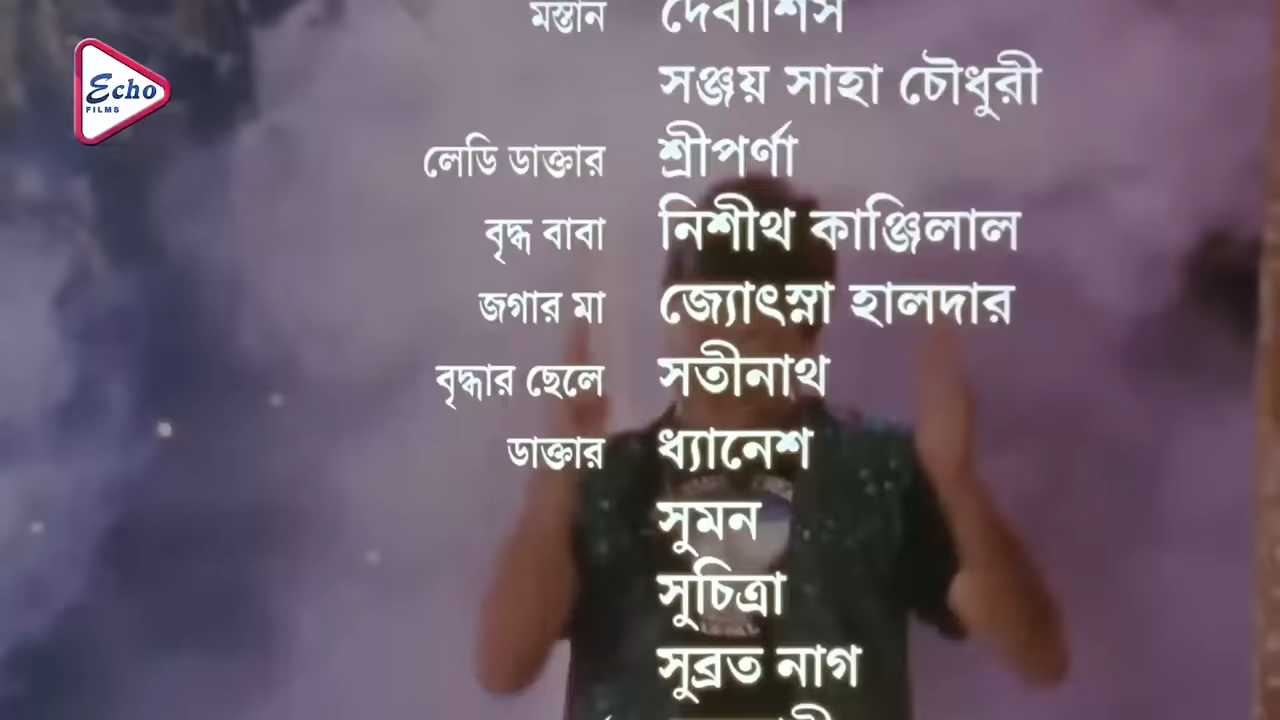 Echo
FILMS
মস্তান দেবাশিস
সঞ্জয় সাহা চৌধুরী
লেডি ডাক্তার শ্রীপর্ণা
বৃদ্ধ বাবা নিশীথ কাঞ্জিলাল
জগার মা জ্যোৎস্না হালদার
বৃদ্ধার ছেলে সতীনাথ
ডাক্তার ধ্যানেশ
সুমন
সুচিত্রা
সুব্রত নাগ